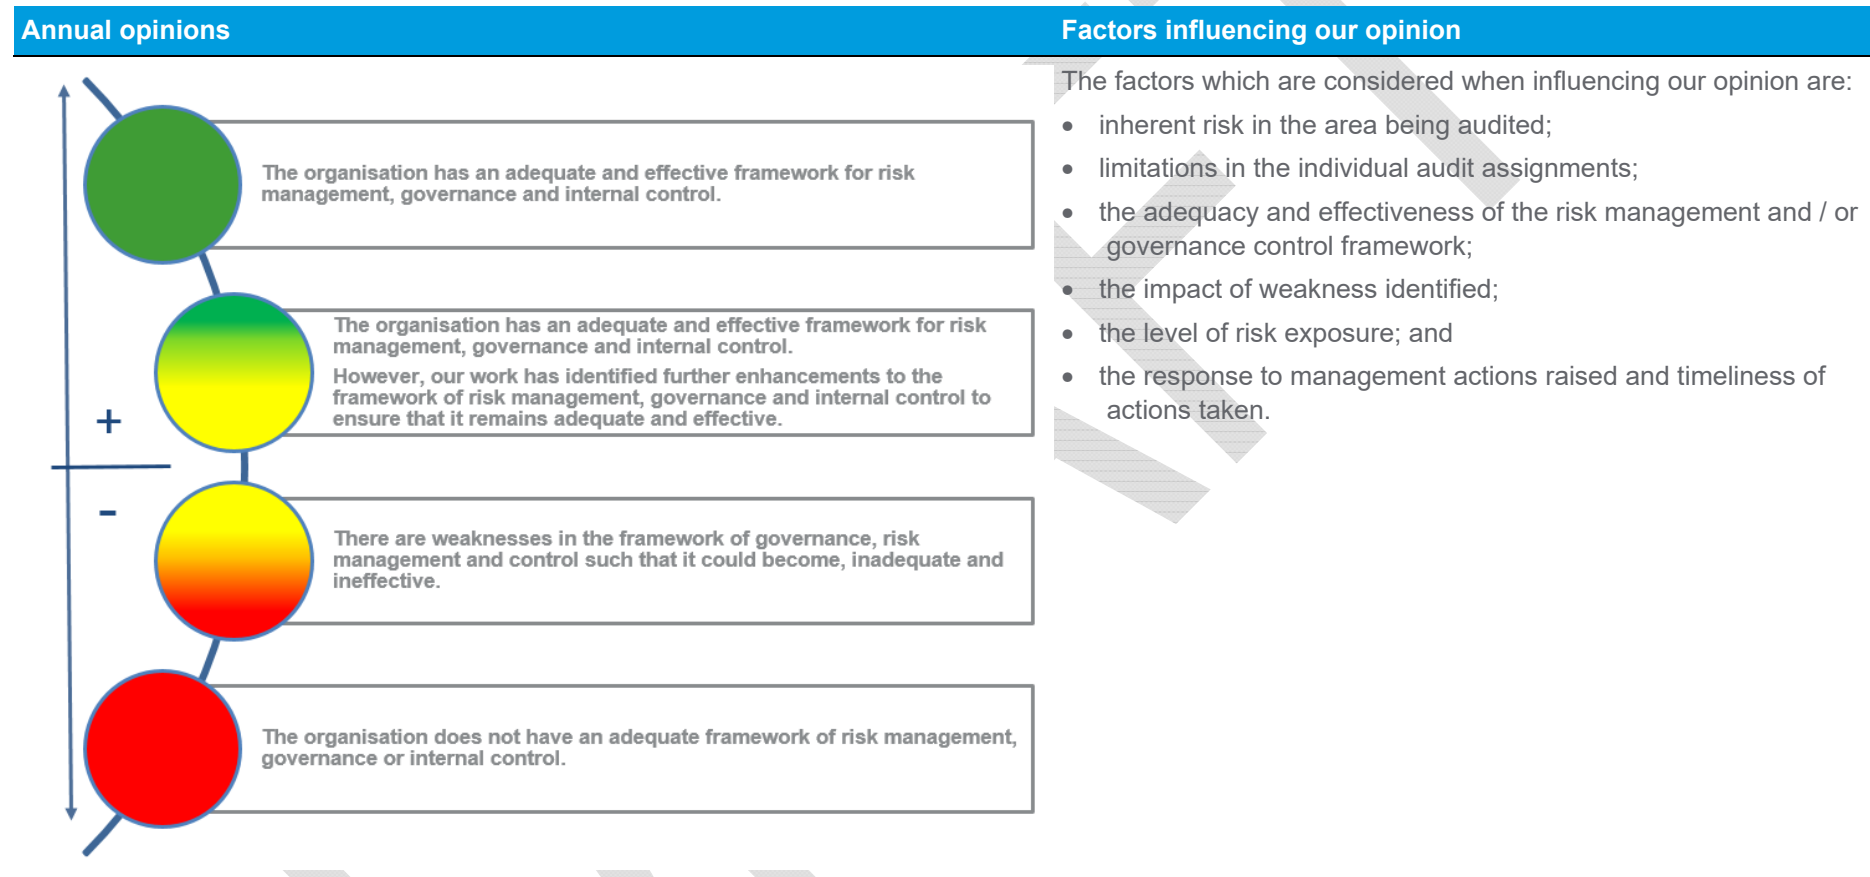 Annual opinions
Factors influencing our opinion
The organisation has an adequate and effective framework for risk
management, governance and internal control.
The organisation has an adequate and effective framework for risk
management, governance and internal control.
However, our work has identified further enhancements to the
framework of risk management, governance and internal control to
ensure that it remains adequate and effective.
+
-
There are weaknesses in the framework of governance, risk
management and control such that it could become, inadequate and
ineffective.
The organisation does not have an adequate framework of risk management,
governance or internal control.
The factors which are considered when influencing our opinion are:
• inherent risk in the area being audited;
• limitations in the individual audit assignments;
• the adequacy and effectiveness of the risk management and / or
governance control framework;
• the impact of weakness identified;
• the level of risk exposure; and
• the response to management actions raised and timeliness of
actions taken.